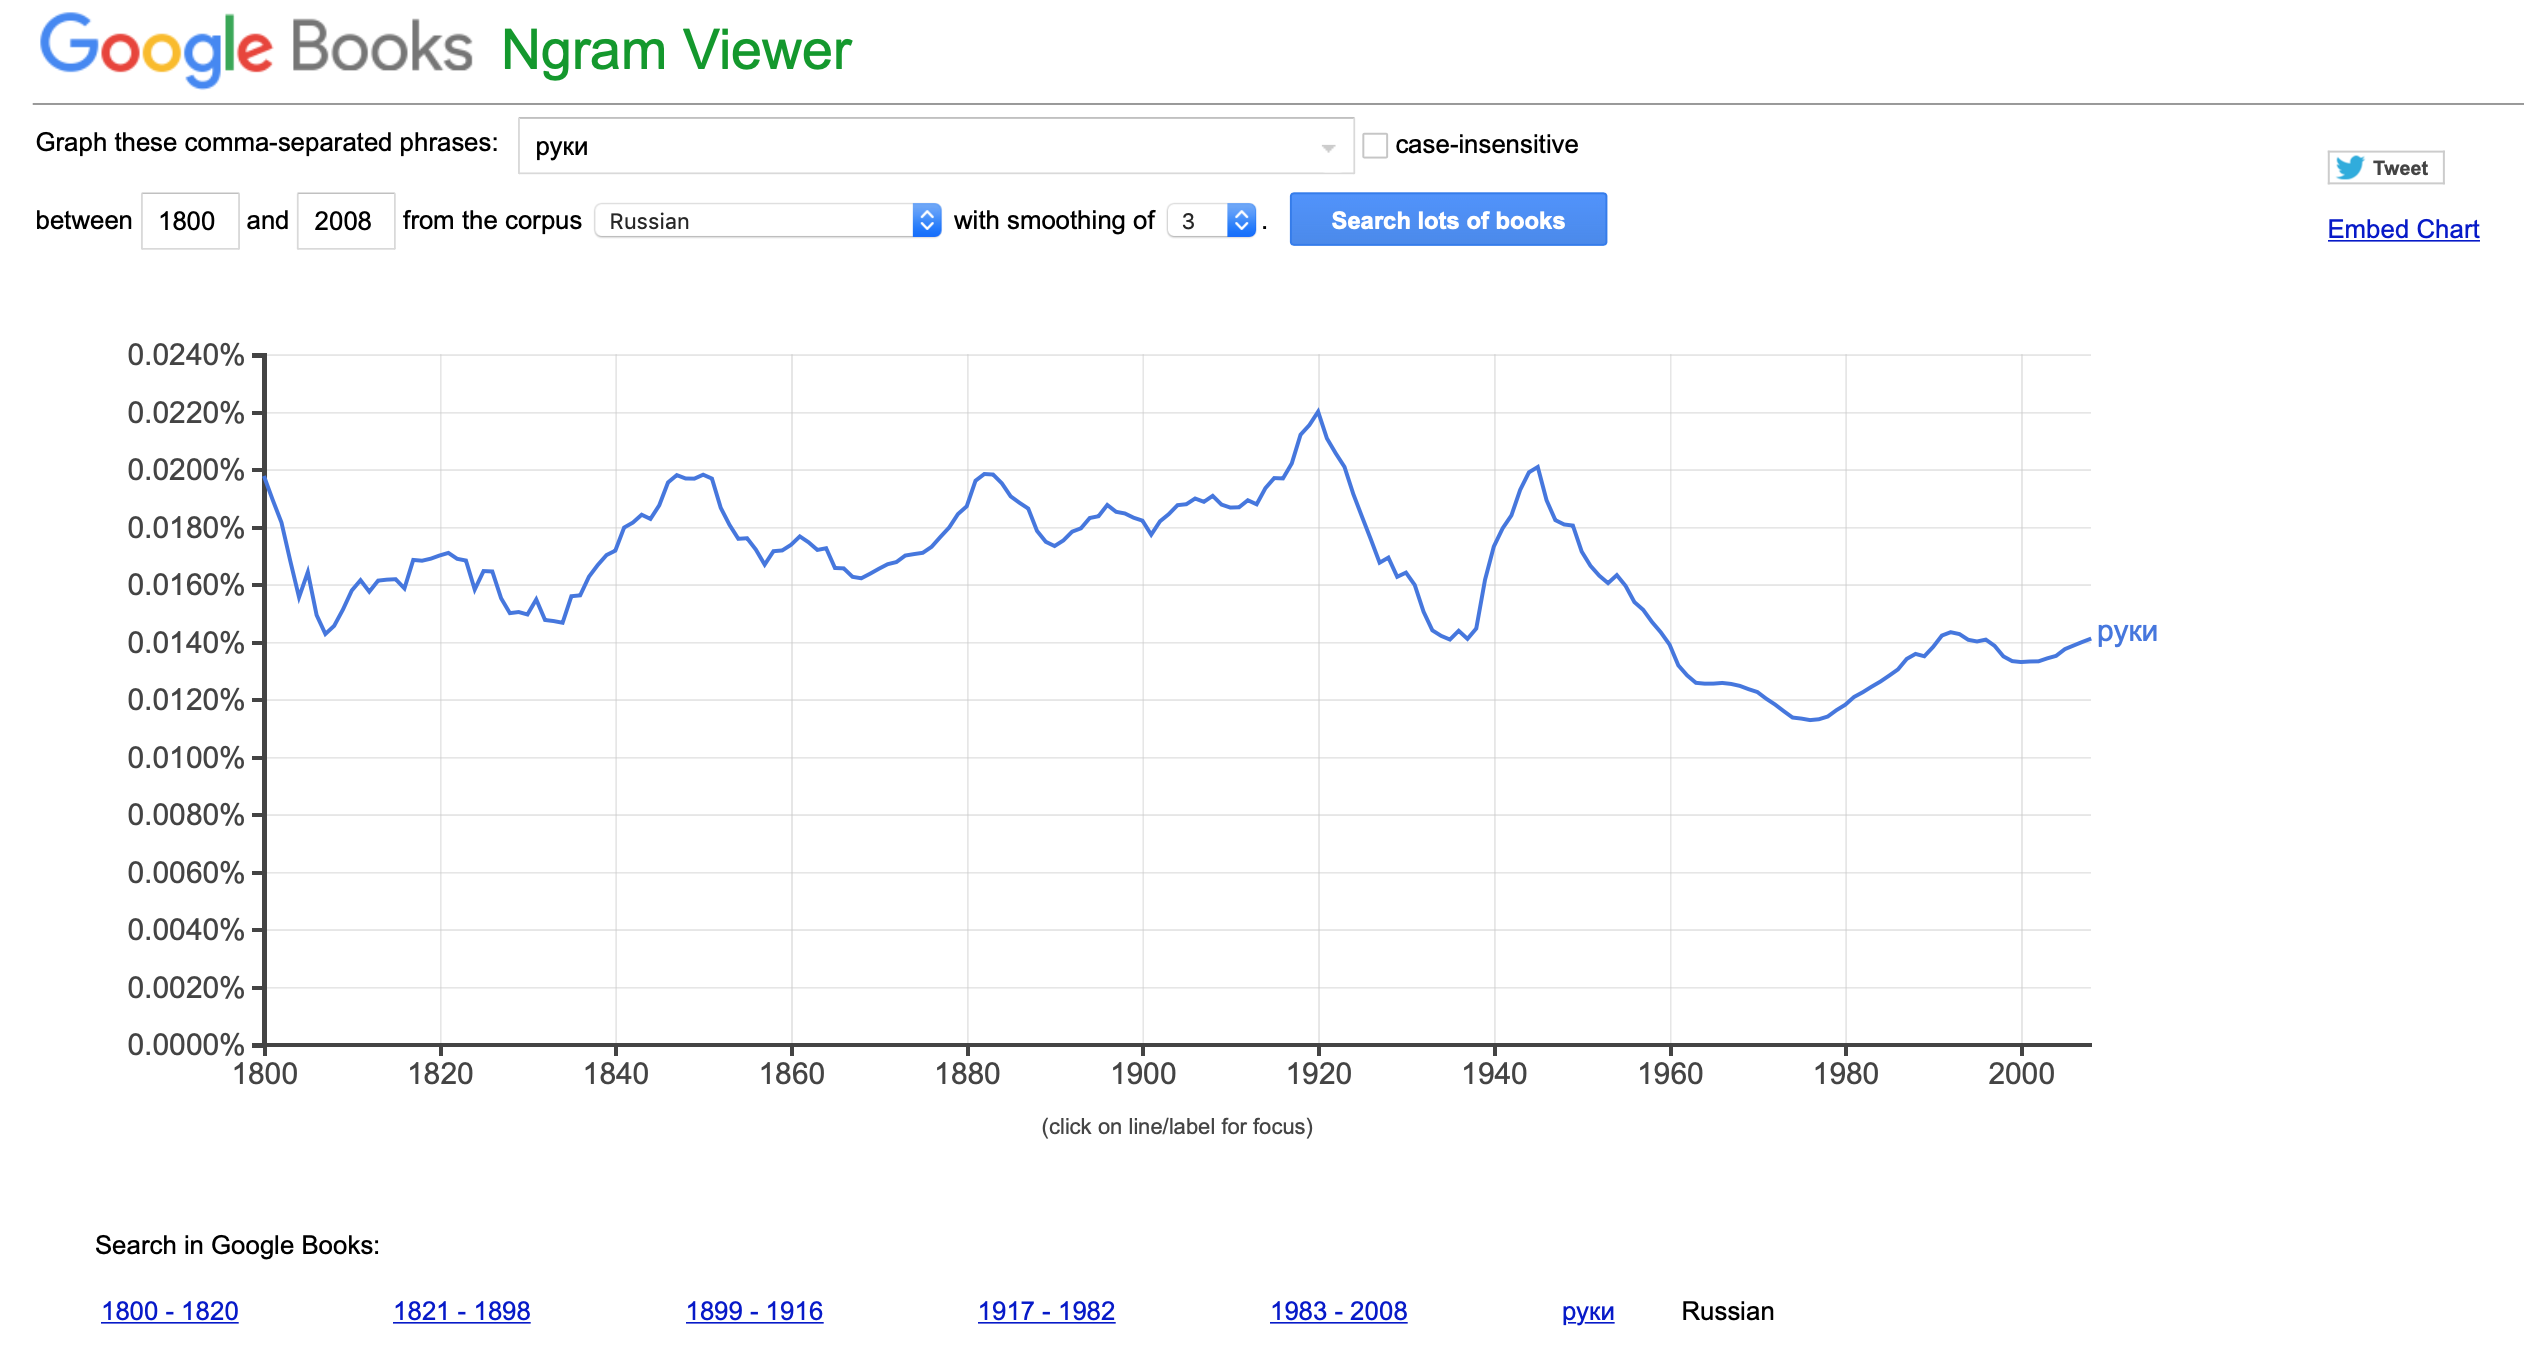 Google Books Ngram Viewer
Graph these comma-separated phrases: руки case-insensitive
Tweet
between 1800 and 2008 from the corpus Russian with smoothing of 3 . Search lots of books
Embed Chart
0.0240%
0.0220%
0.0200%
0.0180%
0.0160%
0.0140%
руки
0.0120%
0.0100%
0.0080%
0.0060%
0.0040%
0.0020%
0.0000%
1800 1820 1840 1860 1880 1900 1920 1940 1960 1980 2000
(click on line/label for focus)
Search in Google Books:
1800 - 1820 1821 - 1898 1899 - 1916 1917 - 1982 1983 - 2008 руки Russian